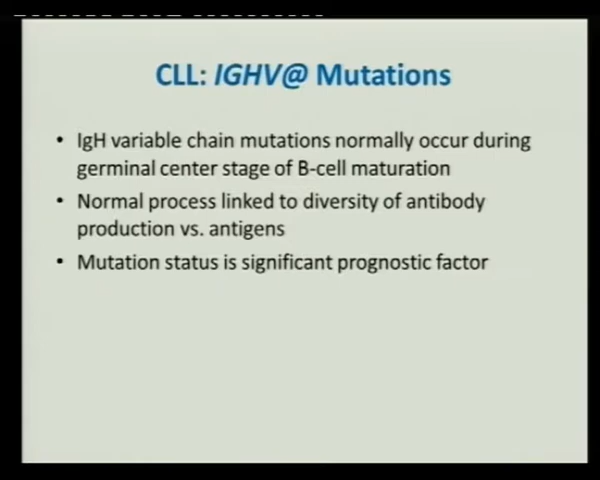 CLL: IGHV@ Mutations
• IgH variable chain mutations normally occur during
germinal center stage of B-cell maturation
• Normal process linked to diversity of antibody
production vs. antigens
• Mutation status is significant prognostic factor